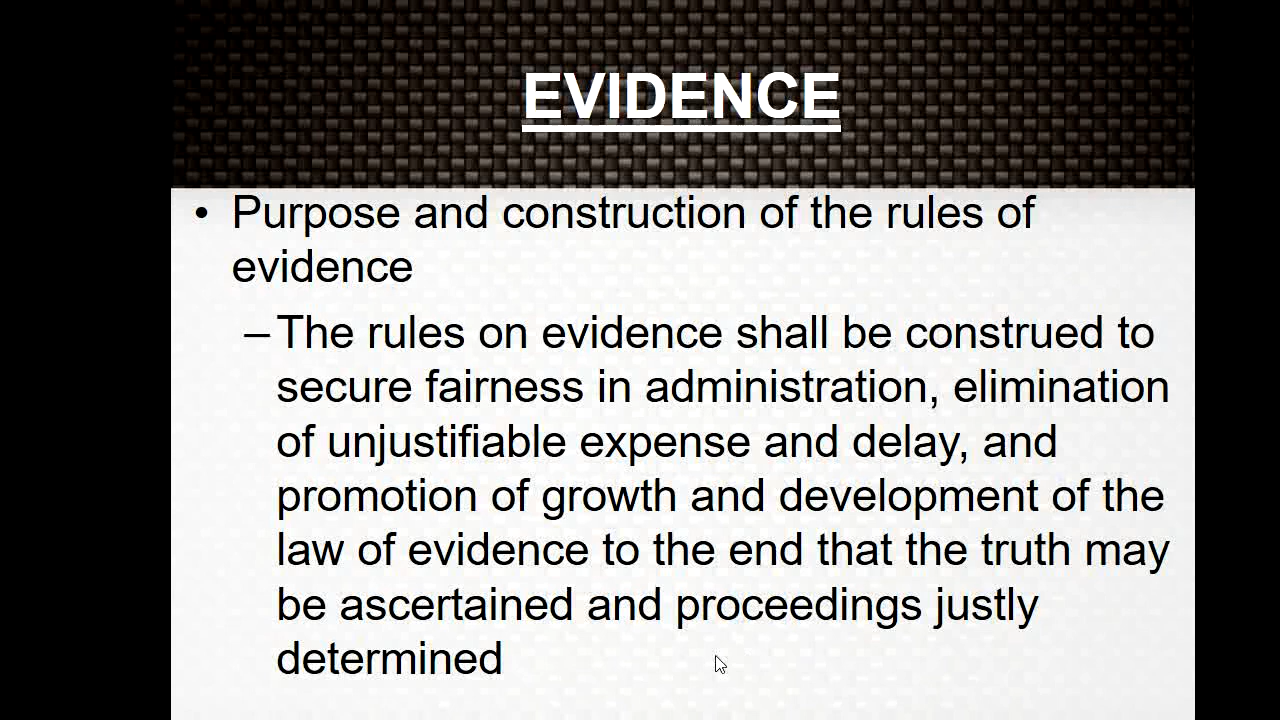 EVIDENCE
• Purpose and construction of the rules of
evidence
– The rules on evidence shall be construed to
secure fairness in administration, elimination
of unjustifiable expense and delay, and
promotion of growth and development of the
law of evidence to the end that the truth may
be ascertained and proceedings justly
determined